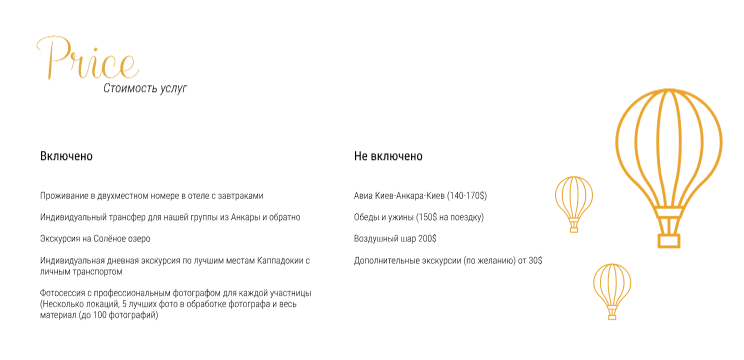 Price
Стоимость услуг
Включено
Проживание в двухместном номере в отеле с завтраками
Индивидуальный трансфер для нашей группы из Анкары и обратно
Экскурсия на Солёное озеро
Индивидуальная дневная экскурсия по лучшим местам Каппадокии с
личным транспортом
Фотосессия с профессиональным фотографом для каждой участницы
(Несколько локаций, 5 лучших фото в обработке фотографа и весь
материал (до 100 фотографий)
Не включено
Авиа Киев-Анкара-Киев (140-170$)
Обеды и ужины (150$ на поездку)
Воздушный шар 200$
Дополнительные экскурсии (по желанию) от 30$